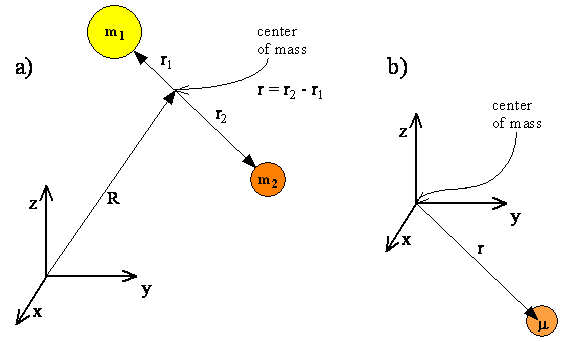 a)
m1
r1
center
of mass
r = r2 - r1
r2
m2
R
z
y
x
b)
center
of mass
z
y
x
r
μ